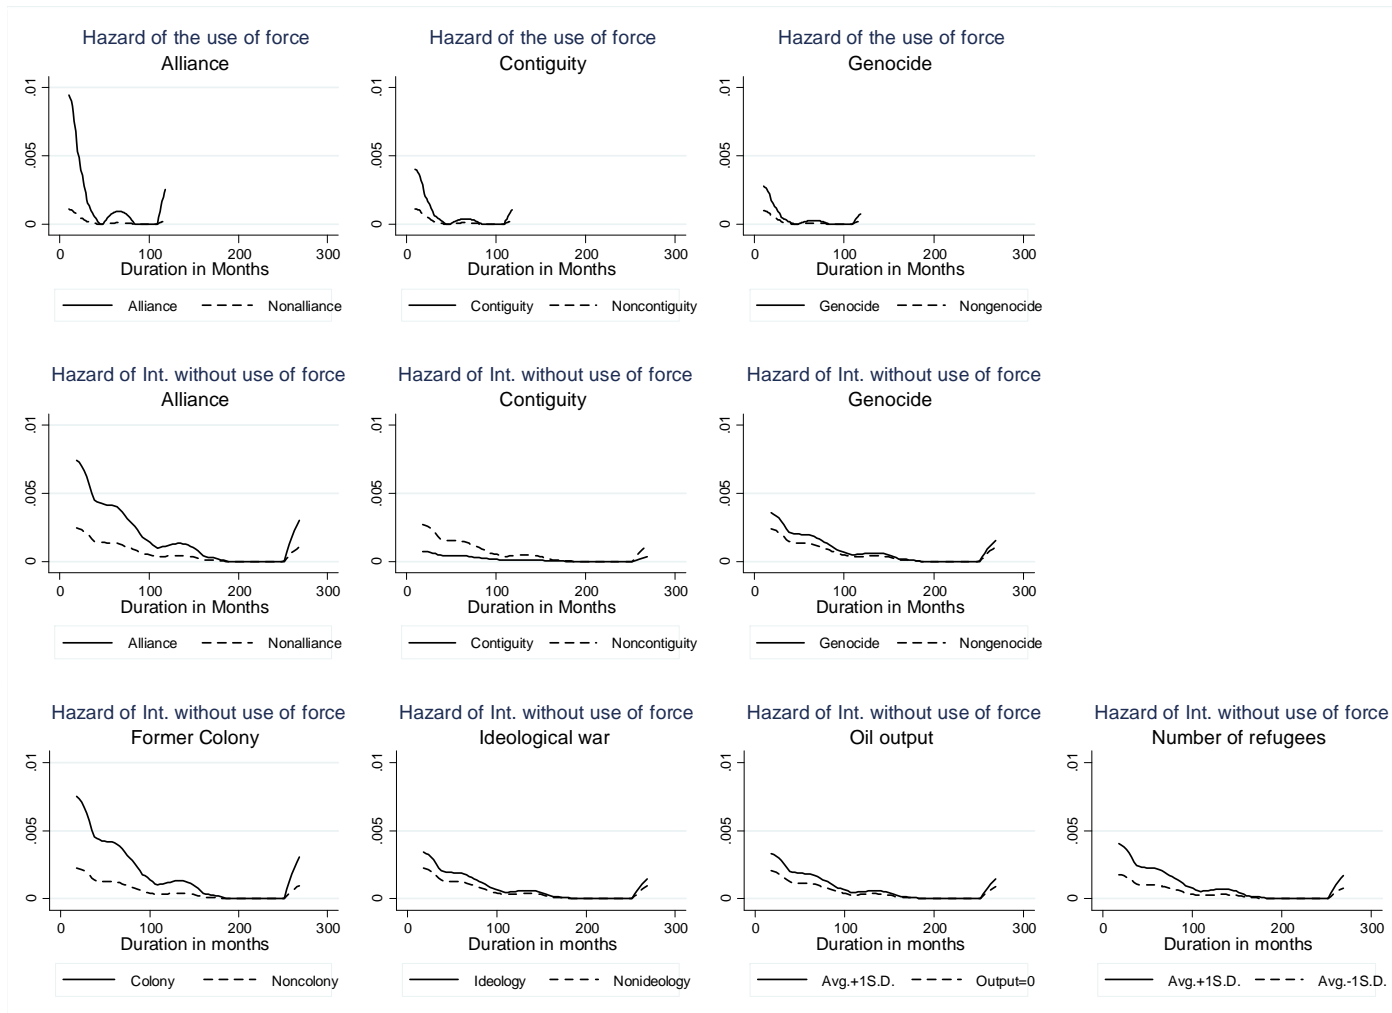 Hazard of the use of force
Alliance
.01
.005
0
0 100 200 300
Duration in Months
Alliance Nonalliance
Hazard of the use of force
Contiguity
.01
.005
0
0 100 200 300
Duration in Months
Contiguity Noncontiguity
Hazard of the use of force
Genocide
.01
.005
0
0 100 200 300
Duration in Months
Genocide Nongenocide
Hazard of Int. without use of force
Alliance
.01
.005
0
0 100 200 300
Duration in Months
Alliance Nonalliance
Hazard of Int. without use of force
Contiguity
.01
.005
0
0 100 200 300
Duration in Months
Contiguity Noncontiguity
Hazard of Int. without use of force
Genocide
.01
.005
0
0 100 200 300
Duration in Months
Genocide Nongenocide
Hazard of Int. without use of force
Former Colony
.01
.005
0
0 100 200 300
Duration in months
Colony Noncolony
Hazard of Int. without use of force
Ideological war
.01
.005
0
0 100 200 300
Duration in months
Ideology Nonideology
Hazard of Int. without use of force
Oil output
.01
.005
0
0 100 200 300
Duration in months
Avg.+1S.D. Output=0
Hazard of Int. without use of force
Number of refugees
.01
.005
0
0 100 200 300
Duration in months
Avg.+1S.D. Avg.-1S.D.